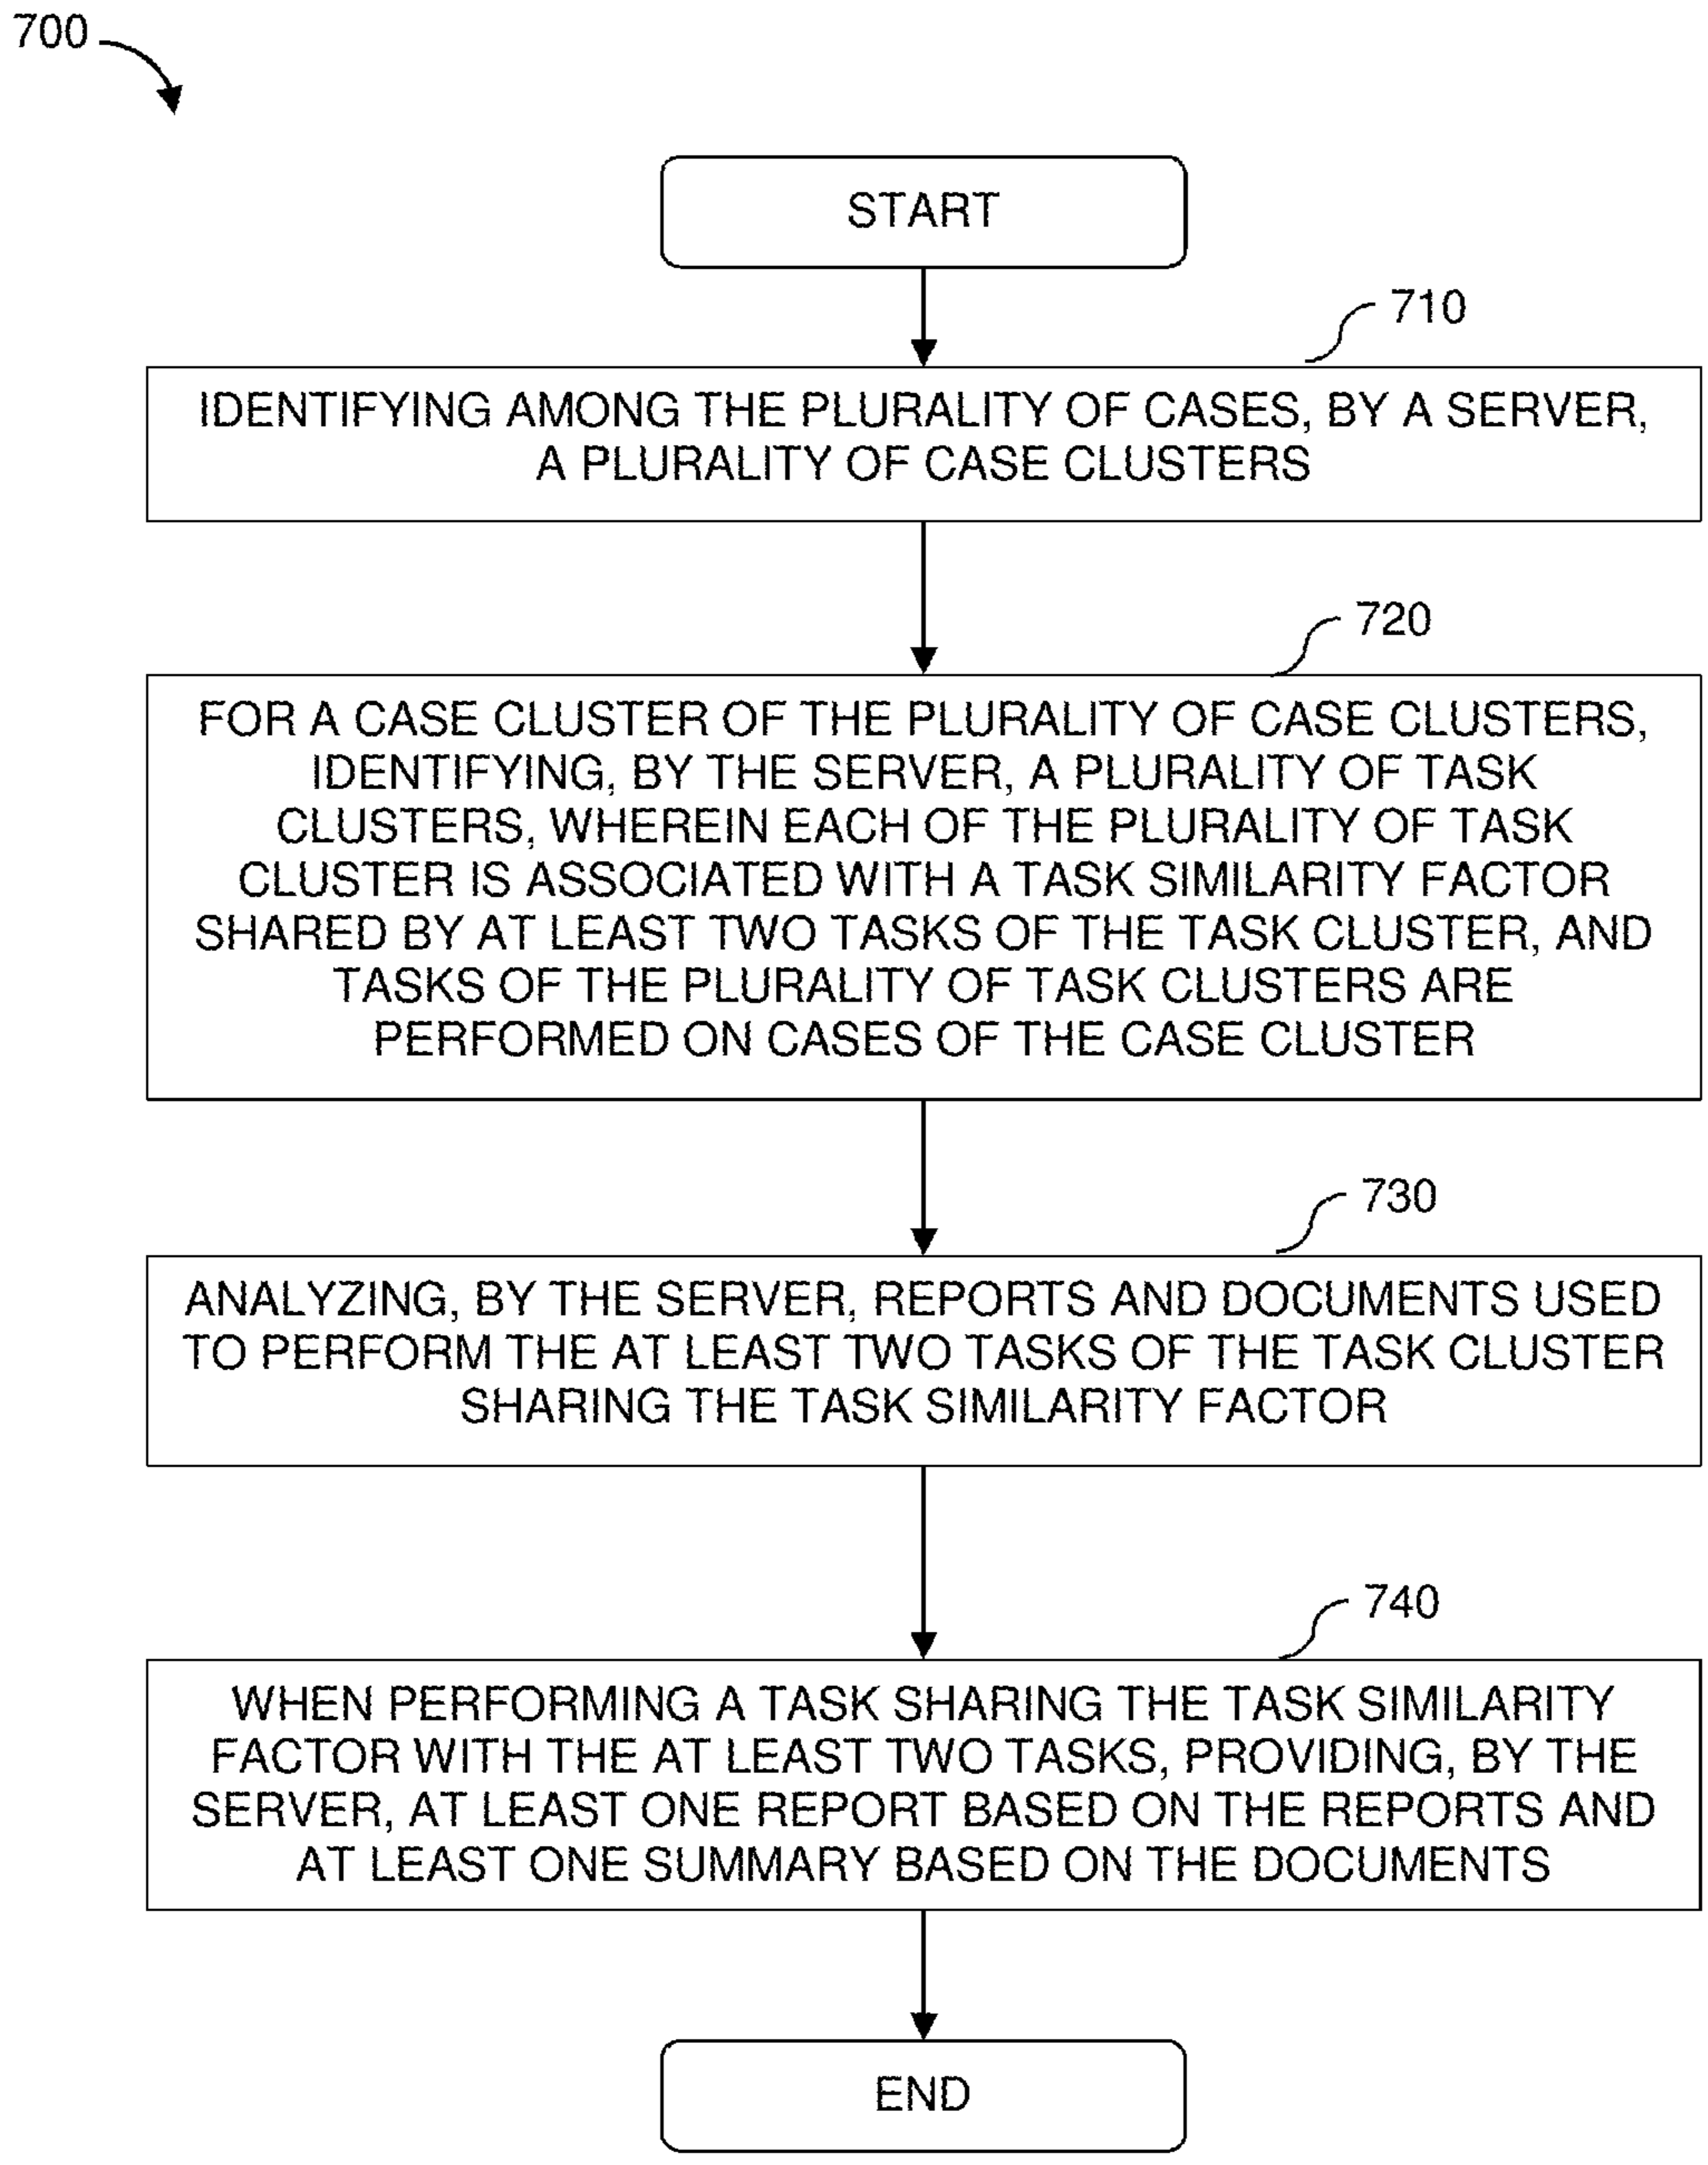 700
START
710
IDENTIFYING AMONG THE PLURALITY OF CASES, BY A SERVER,
A PLURALITY OF CASE CLUSTERS
720
FOR A CASE CLUSTER OF THE PLURALITY OF CASE CLUSTERS,
IDENTIFYING, BY THE SERVER, A PLURALITY OF TASK
CLUSTERS, WHEREIN EACH OF THE PLURALITY OF TASK
CLUSTER IS ASSOCIATED WITH A TASK SIMILARITY FACTOR
SHARED BY AT LEAST TWO TASKS OF THE TASK CLUSTER, AND
TASKS OF THE PLURALITY OF TASK CLUSTERS ARE
PERFORMED ON CASES OF THE CASE CLUSTER
730
ANALYZING, BY THE SERVER, REPORTS AND DOCUMENTS USED
TO PERFORM THE AT LEAST TWO TASKS OF THE TASK CLUSTER
SHARING THE TASK SIMILARITY FACTOR
740
WHEN PERFORMING A TASK SHARING THE TASK SIMILARITY
FACTOR WITH THE AT LEAST TWO TASKS, PROVIDING, BY THE
SERVER, AT LEAST ONE REPORT BASED ON THE REPORTS AND
AT LEAST ONE SUMMARY BASED ON THE DOCUMENTS
END